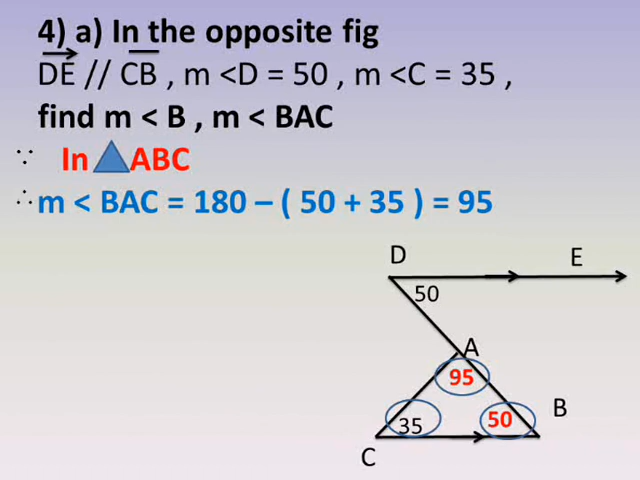 4) a) In the opposite fig
DE // CB , m <D = 50 , m <C = 35 ,
find m < B , m < BAC
∵ In ABC
∴ m < BAC = 180 – ( 50 + 35 ) = 95
D
E
50
A
95
B
50
35
C